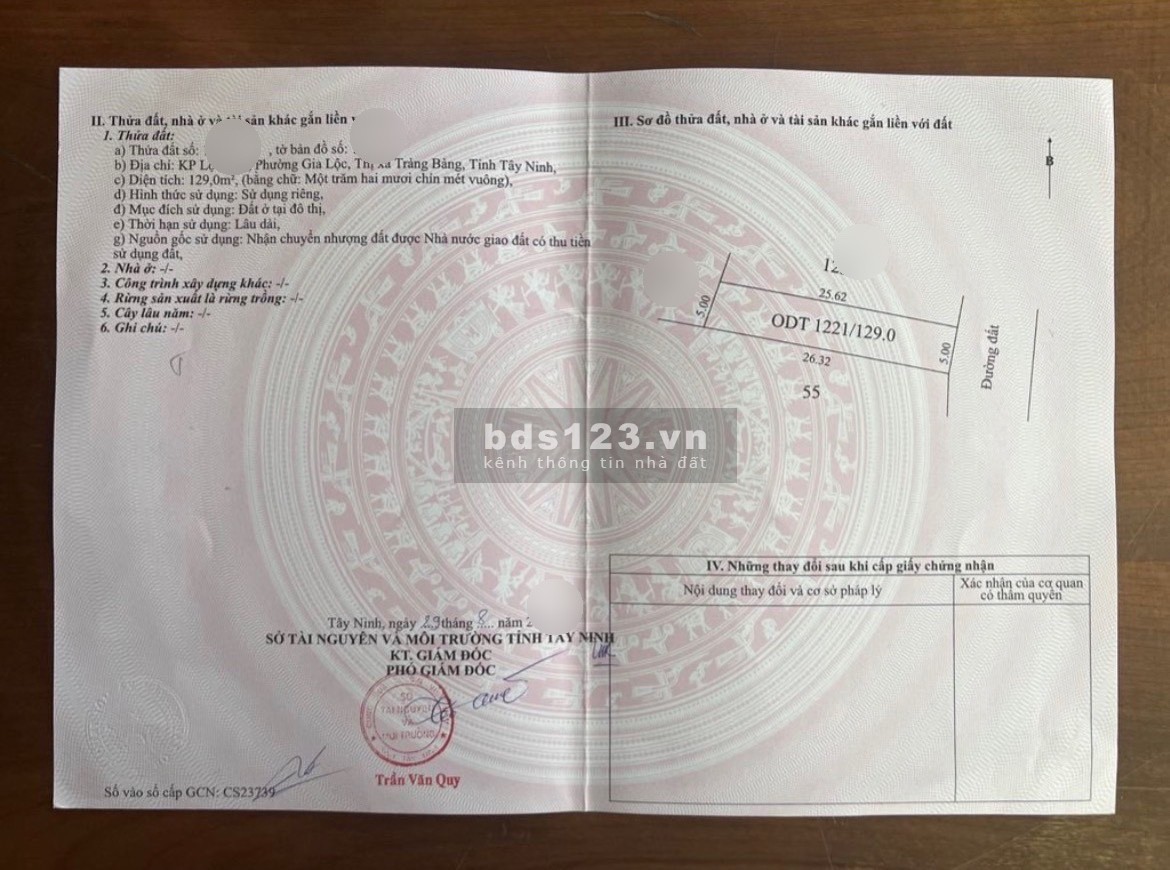 II. Thửa đất, nhà ở và tài sản khác gắn liền
1. Thửa đất:
a) Thửa đất số: , tờ bản đồ số:
b) Địa chỉ: KP Phường Gia Lộc, Thị xã Trảng Bàng, Tỉnh Tây Ninh,
c) Diện tích: 129,0m², (bằng chữ: Một trăm hai mươi chín mét vuông),
d) Hình thức sử dụng: Sử dụng riêng,
đ) Mục đích sử dụng: Đất ở tại đô thị,
e) Thời hạn sử dụng: Lâu dài,
g) Nguồn gốc sử dụng: Nhận chuyển nhượng đất được Nhà nước giao đất có thu tiền
sử dụng đất,
2. Nhà ở: -/-
3. Công trình xây dựng khác: -/-
4. Rừng sản xuất là rừng trồng: -/-
5. Cây lâu năm: -/-
6. Ghi chú: -/-
Tây Ninh, ngày 29 tháng 8 năm 2
SỞ TÀI NGUYÊN VÀ MÔI TRƯỜNG TỈNH TÂY NINH
KT. GIÁM ĐỐC
PHÓ GIÁM ĐỐC
SỞ
TÀI NGUYÊN
VÀ
MÔI TRƯỜNG
Trần Văn Quy
Số vào sổ cấp GCN: CS23739
III. Sơ đồ thửa đất, nhà ở và tài sản khác gắn liền với đất
B
25.62
5.00
ODT 1221/129.0
5.00
26.32
55
Đường đất
bds123.vn
kênh thông tin nhà đất
IV. Những thay đổi sau khi cấp giấy chứng nhận
Nội dung thay đổi và cơ sở pháp lý
Xác nhận của cơ quan
có thẩm quyền